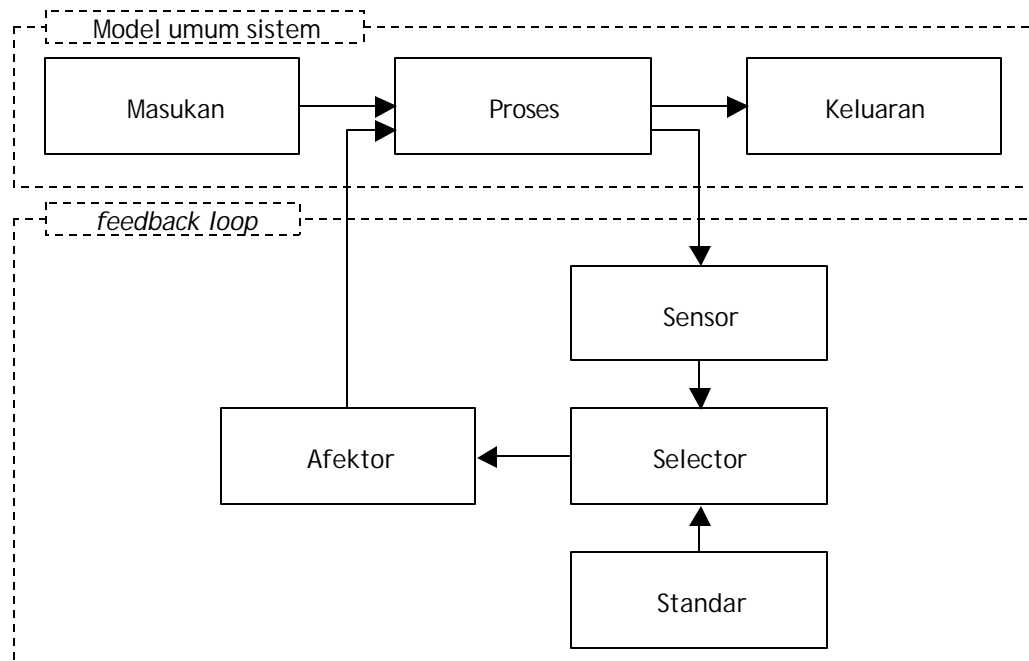 Model umum sistem
Masukan
Proses
Keluaran
feedback loop
Sensor
Afektor
Selector
Standar